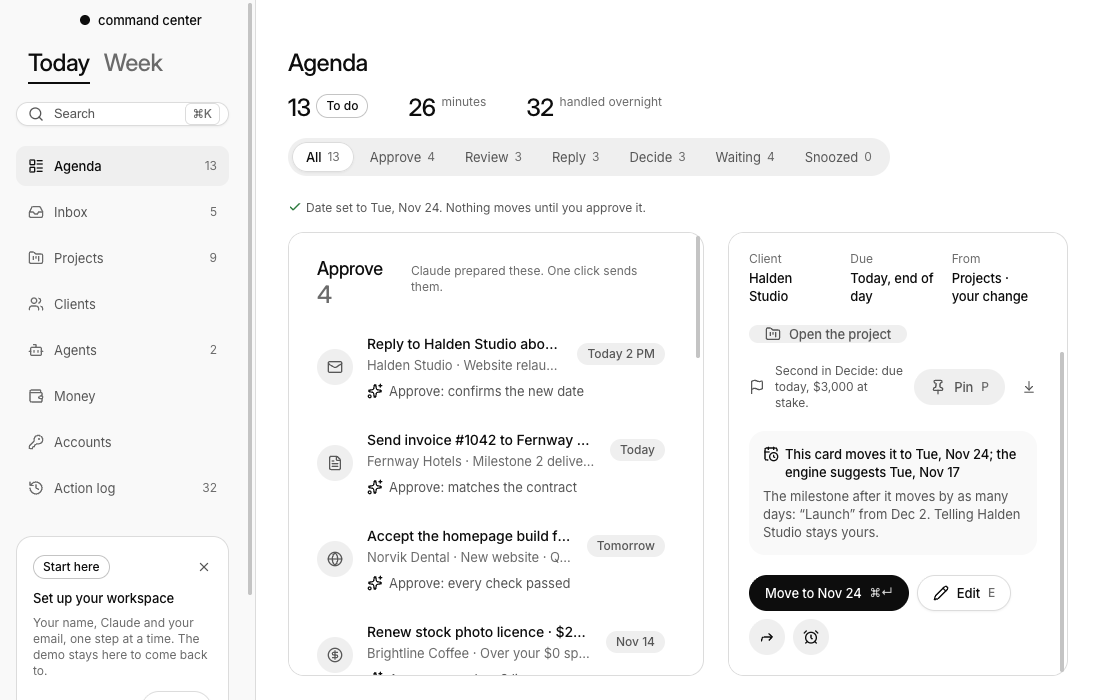 command center
Today Week
Search ⌘K
Agenda 13
Inbox 5
Projects 9
Clients
Agents 2
Money
Accounts
Action log 32
Start here
Set up your workspace
Your name, Claude and your
email, one step at a time. The
demo stays here to come back
to.
Agenda
13 To do 26 minutes 32 handled overnight
All 13 Approve 4 Review 3 Reply 3 Decide 3 Waiting 4 Snoozed 0
Date set to Tue, Nov 24. Nothing moves until you approve it.
Approve
4
Claude prepared these. One click sends
them.
Reply to Halden Studio abo… Today 2 PM
Halden Studio · Website relau…
Approve: confirms the new date
Send invoice #1042 to Fernway … Today
Fernway Hotels · Milestone 2 delive…
Approve: matches the contract
Accept the homepage build f… Tomorrow
Norvik Dental · New website · Q…
Approve: every check passed
Renew stock photo licence · $2… Nov 14
Brightline Coffee · Over your $0 sp…
Client Due From
Halden Today, end of Projects ·
Studio day your change
Open the project
Second in Decide: due
today, $3,000 at
stake.
Pin P
This card moves it to Tue, Nov 24; the
engine suggests Tue, Nov 17
The milestone after it moves by as many
days: “Launch” from Dec 2. Telling Halden
Studio stays yours.
Move to Nov 24 ⌘↵ Edit E